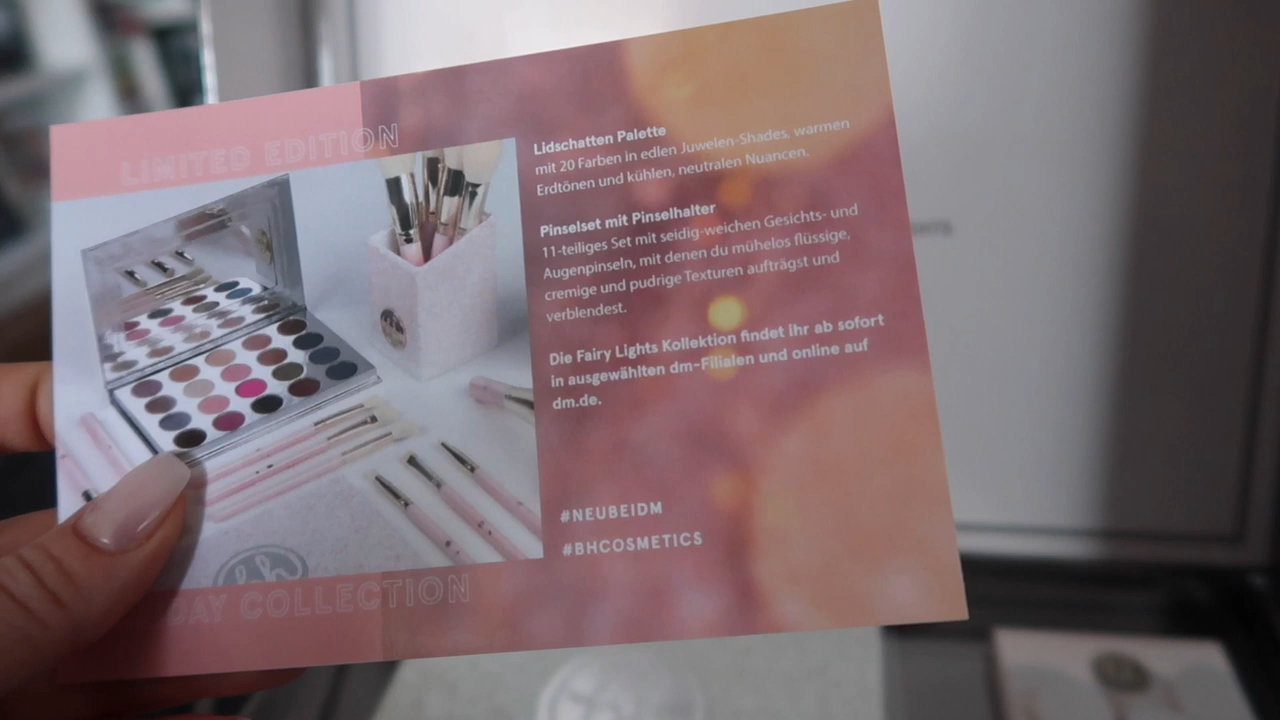 LIMITED EDITION
Lidschatten Palette
mit 20 Farben in edlen Juwelen-Shades, warmen
Erdtönen und kühlen, neutralen Nuancen.
Pinselset mit Pinselhalter
11-teiliges Set mit seidig-weichen Gesichts- und
Augenpinseln, mit denen du mühelos flüssige,
cremige und pudrige Texturen aufträgst und
verblendest.
Die Fairy Lights Kollektion findet ihr ab sofort
in ausgewählten dm-Filialen und online auf
dm.de.
#NEUBEIDM
#BHCOSMETICS
DAY COLLECTION